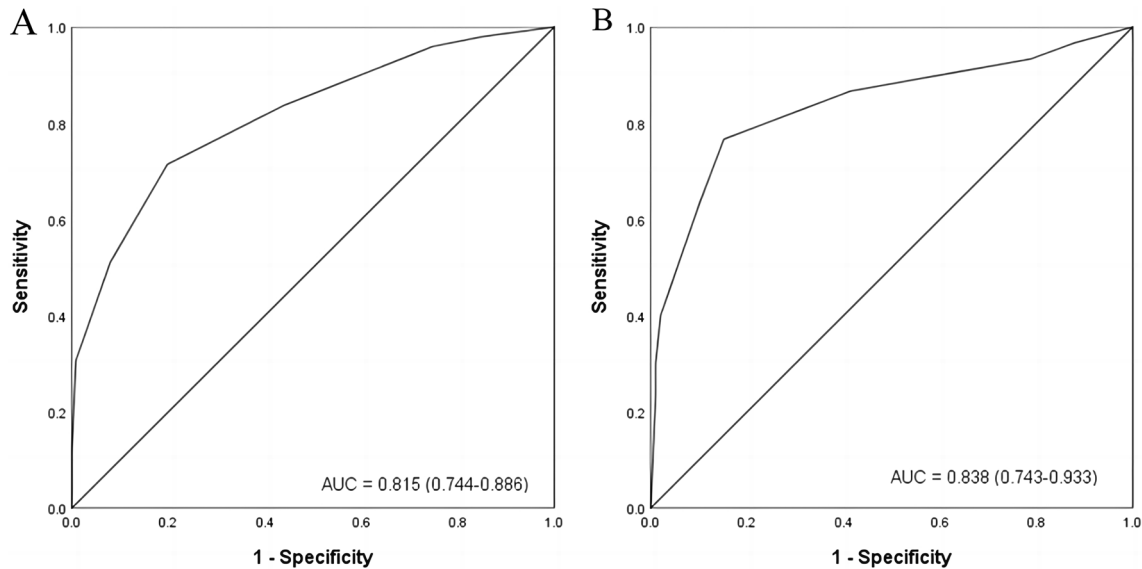 A
1.0
0.8
0.6
0.4
0.2
0.0
Sensitivity
AUC = 0.815 (0.744-0.886)
0.0 0.2 0.4 0.6 0.8 1.0
1 - Specificity
B
1.0
0.8
0.6
0.4
0.2
0.0
Sensitivity
AUC = 0.838 (0.743-0.933)
0.0 0.2 0.4 0.6 0.8 1.0
1 - Specificity